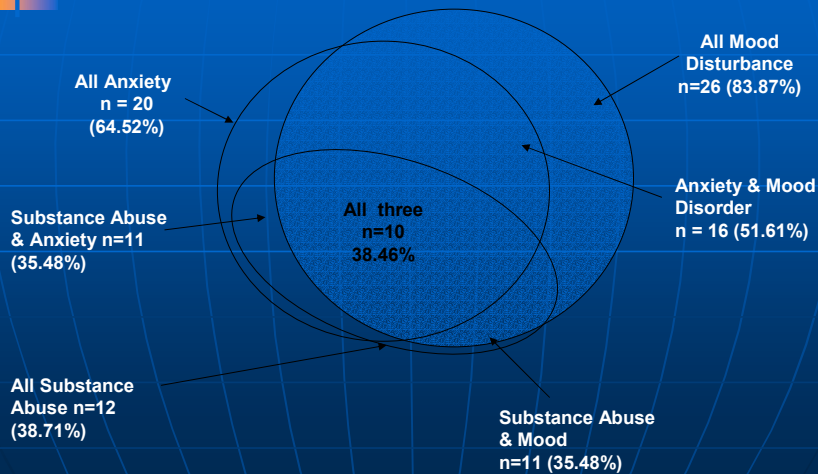 All Mood
Disturbance
n=26 (83.87%)
All Anxiety
n = 20
(64.52%)
Anxiety & Mood
Disorder
n = 16 (51.61%)
All three
n=10
38.46%
Substance Abuse
& Anxiety n=11
(35.48%)
All Substance
Abuse n=12
(38.71%)
Substance Abuse
& Mood
n=11 (35.48%)